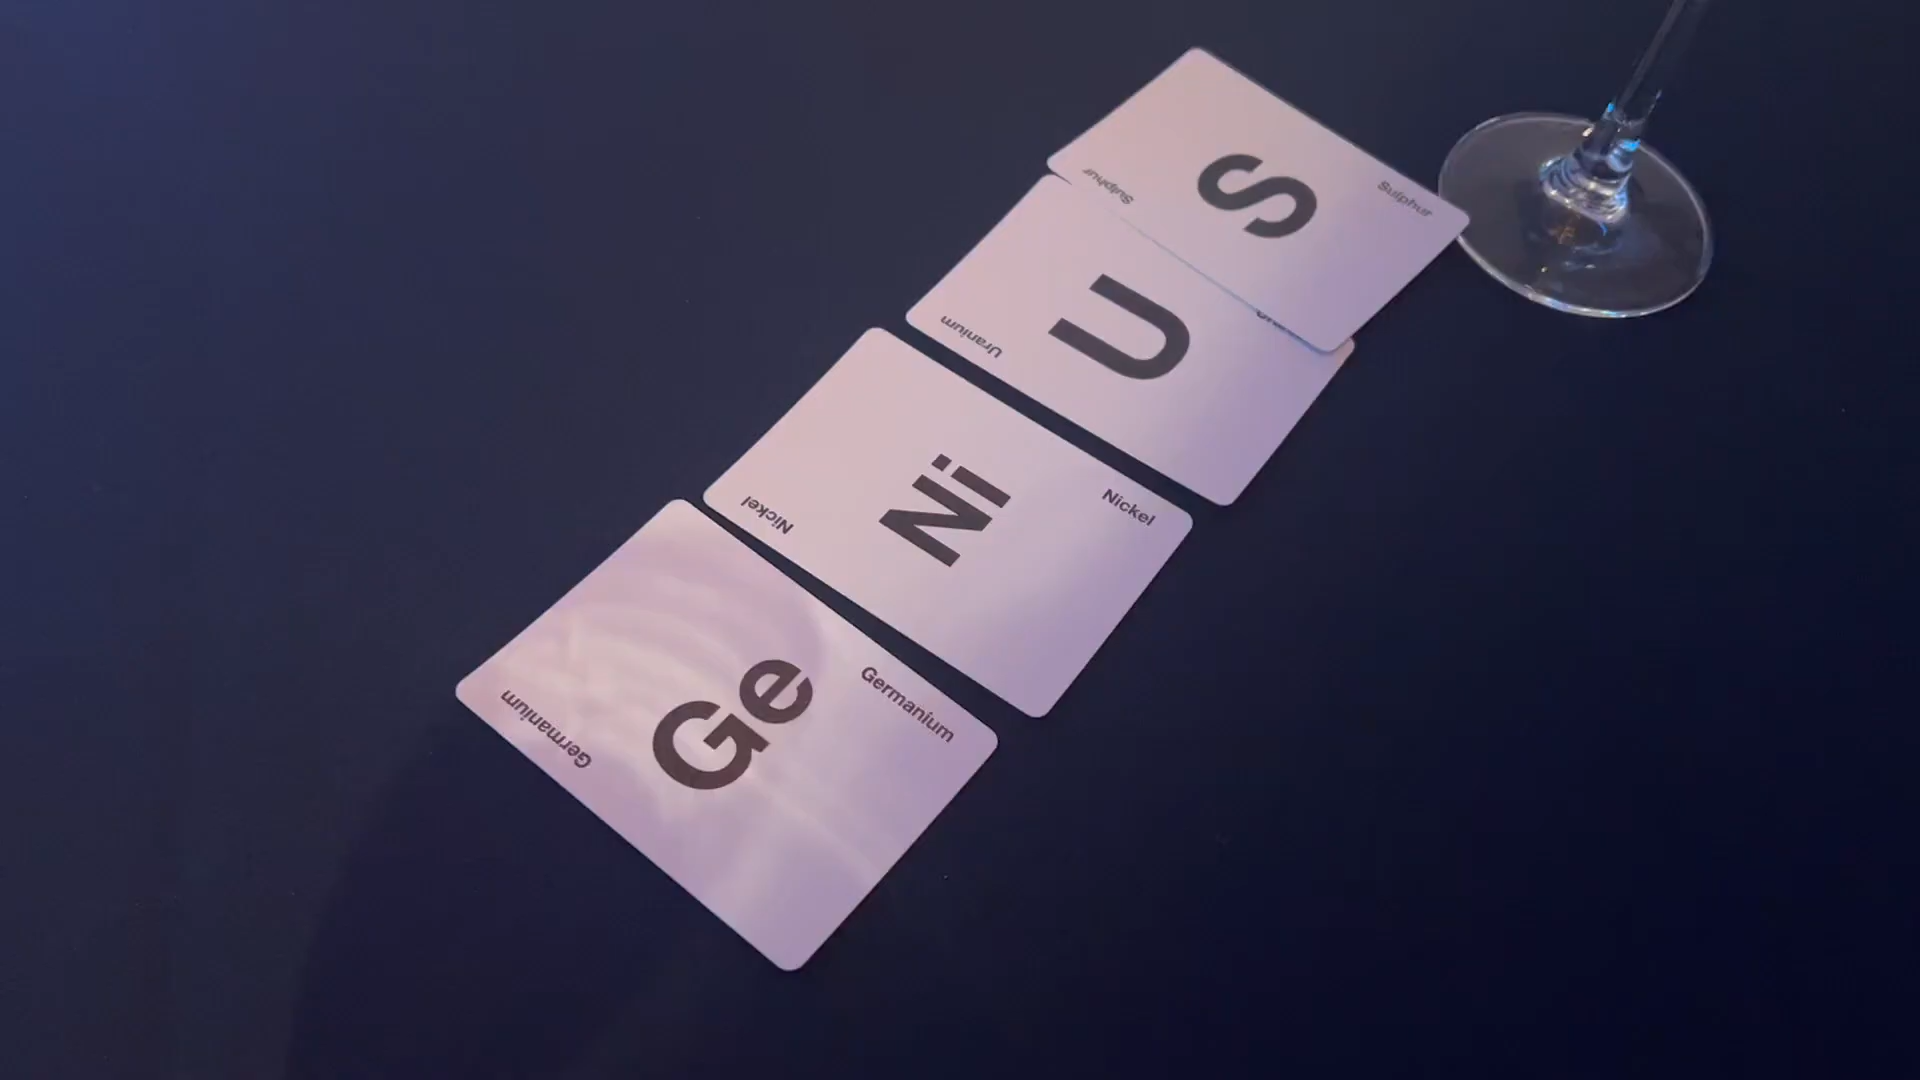 Germanium
Ge
Germanium
Nickel
Ni
Nickel
Uranium
U
Sulphur
S
Sulphur